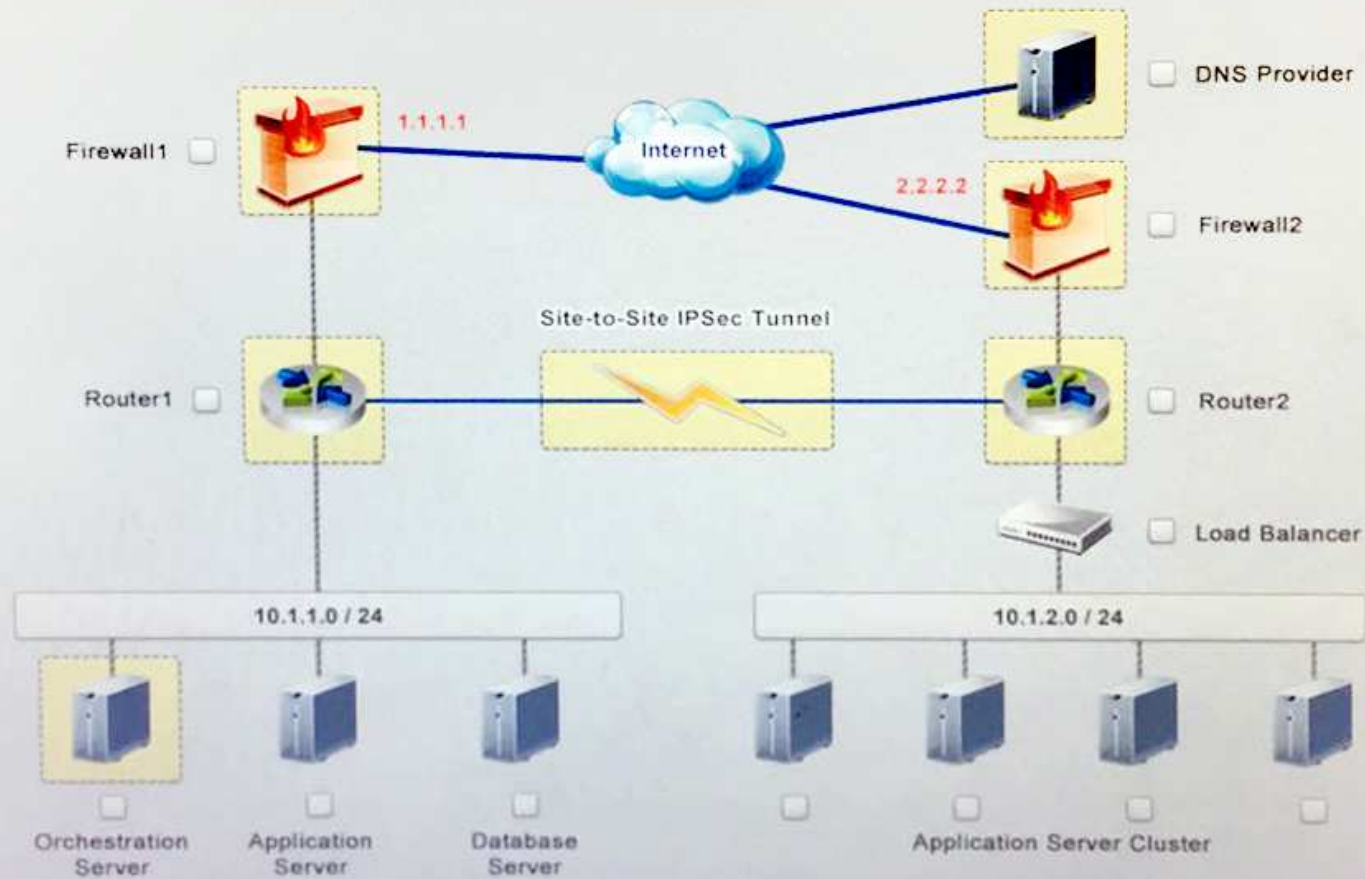 DNS Provider
1.1.1.1
Firewall1
Internet
2.2.2.2
Firewall2
Site-to-Site IPSec Tunnel
Router1
Router2
Load Balancer
10.1.1.0 / 24
10.1.2.0 / 24
Orchestration
Server
Application
Server
Database
Server
Application Server Cluster